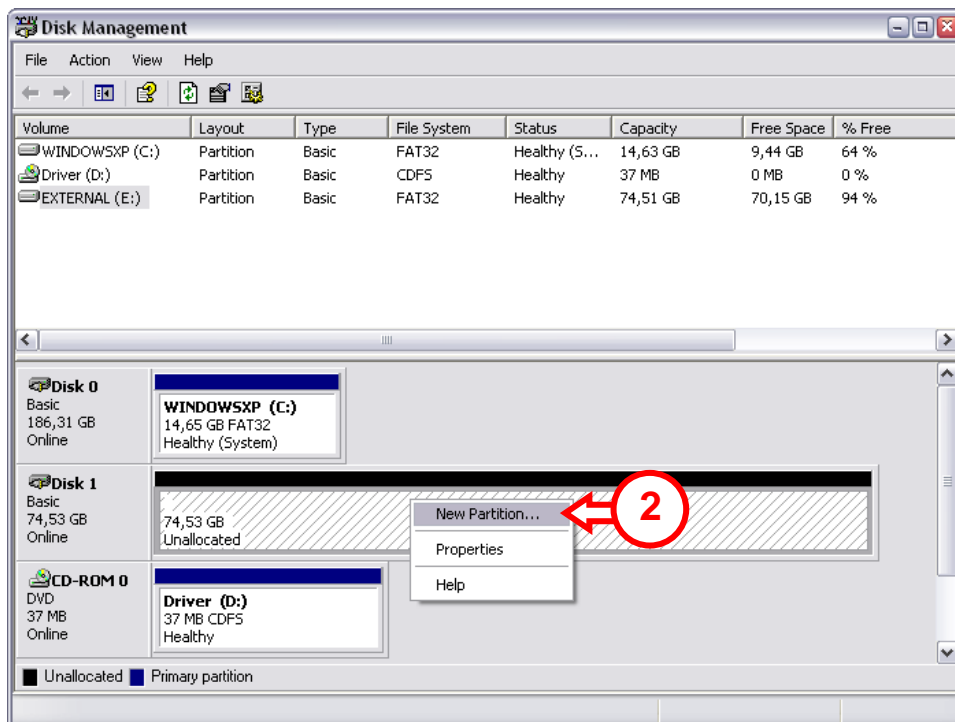 Disk Management
File Action View Help
Volume Layout Type File System Status Capacity Free Space % Free
WINDOWSXP (C:) Partition Basic FAT32 Healthy (S... 14,63 GB 9,44 GB 64 %
Driver (D:) Partition Basic CDFS Healthy 37 MB 0 MB 0 %
EXTERNAL (E:) Partition Basic FAT32 Healthy 74,51 GB 70,15 GB 94 %
Disk 0
Basic
186,31 GB
Online
WINDOWSXP (C:)
14,65 GB FAT32
Healthy (System)
Disk 1
Basic
74,53 GB
Online
74,53 GB
Unallocated
New Partition...
Properties
Help
2
CD-ROM 0
DVD
37 MB
Online
Driver (D:)
37 MB CDFS
Healthy
Unallocated Primary partition